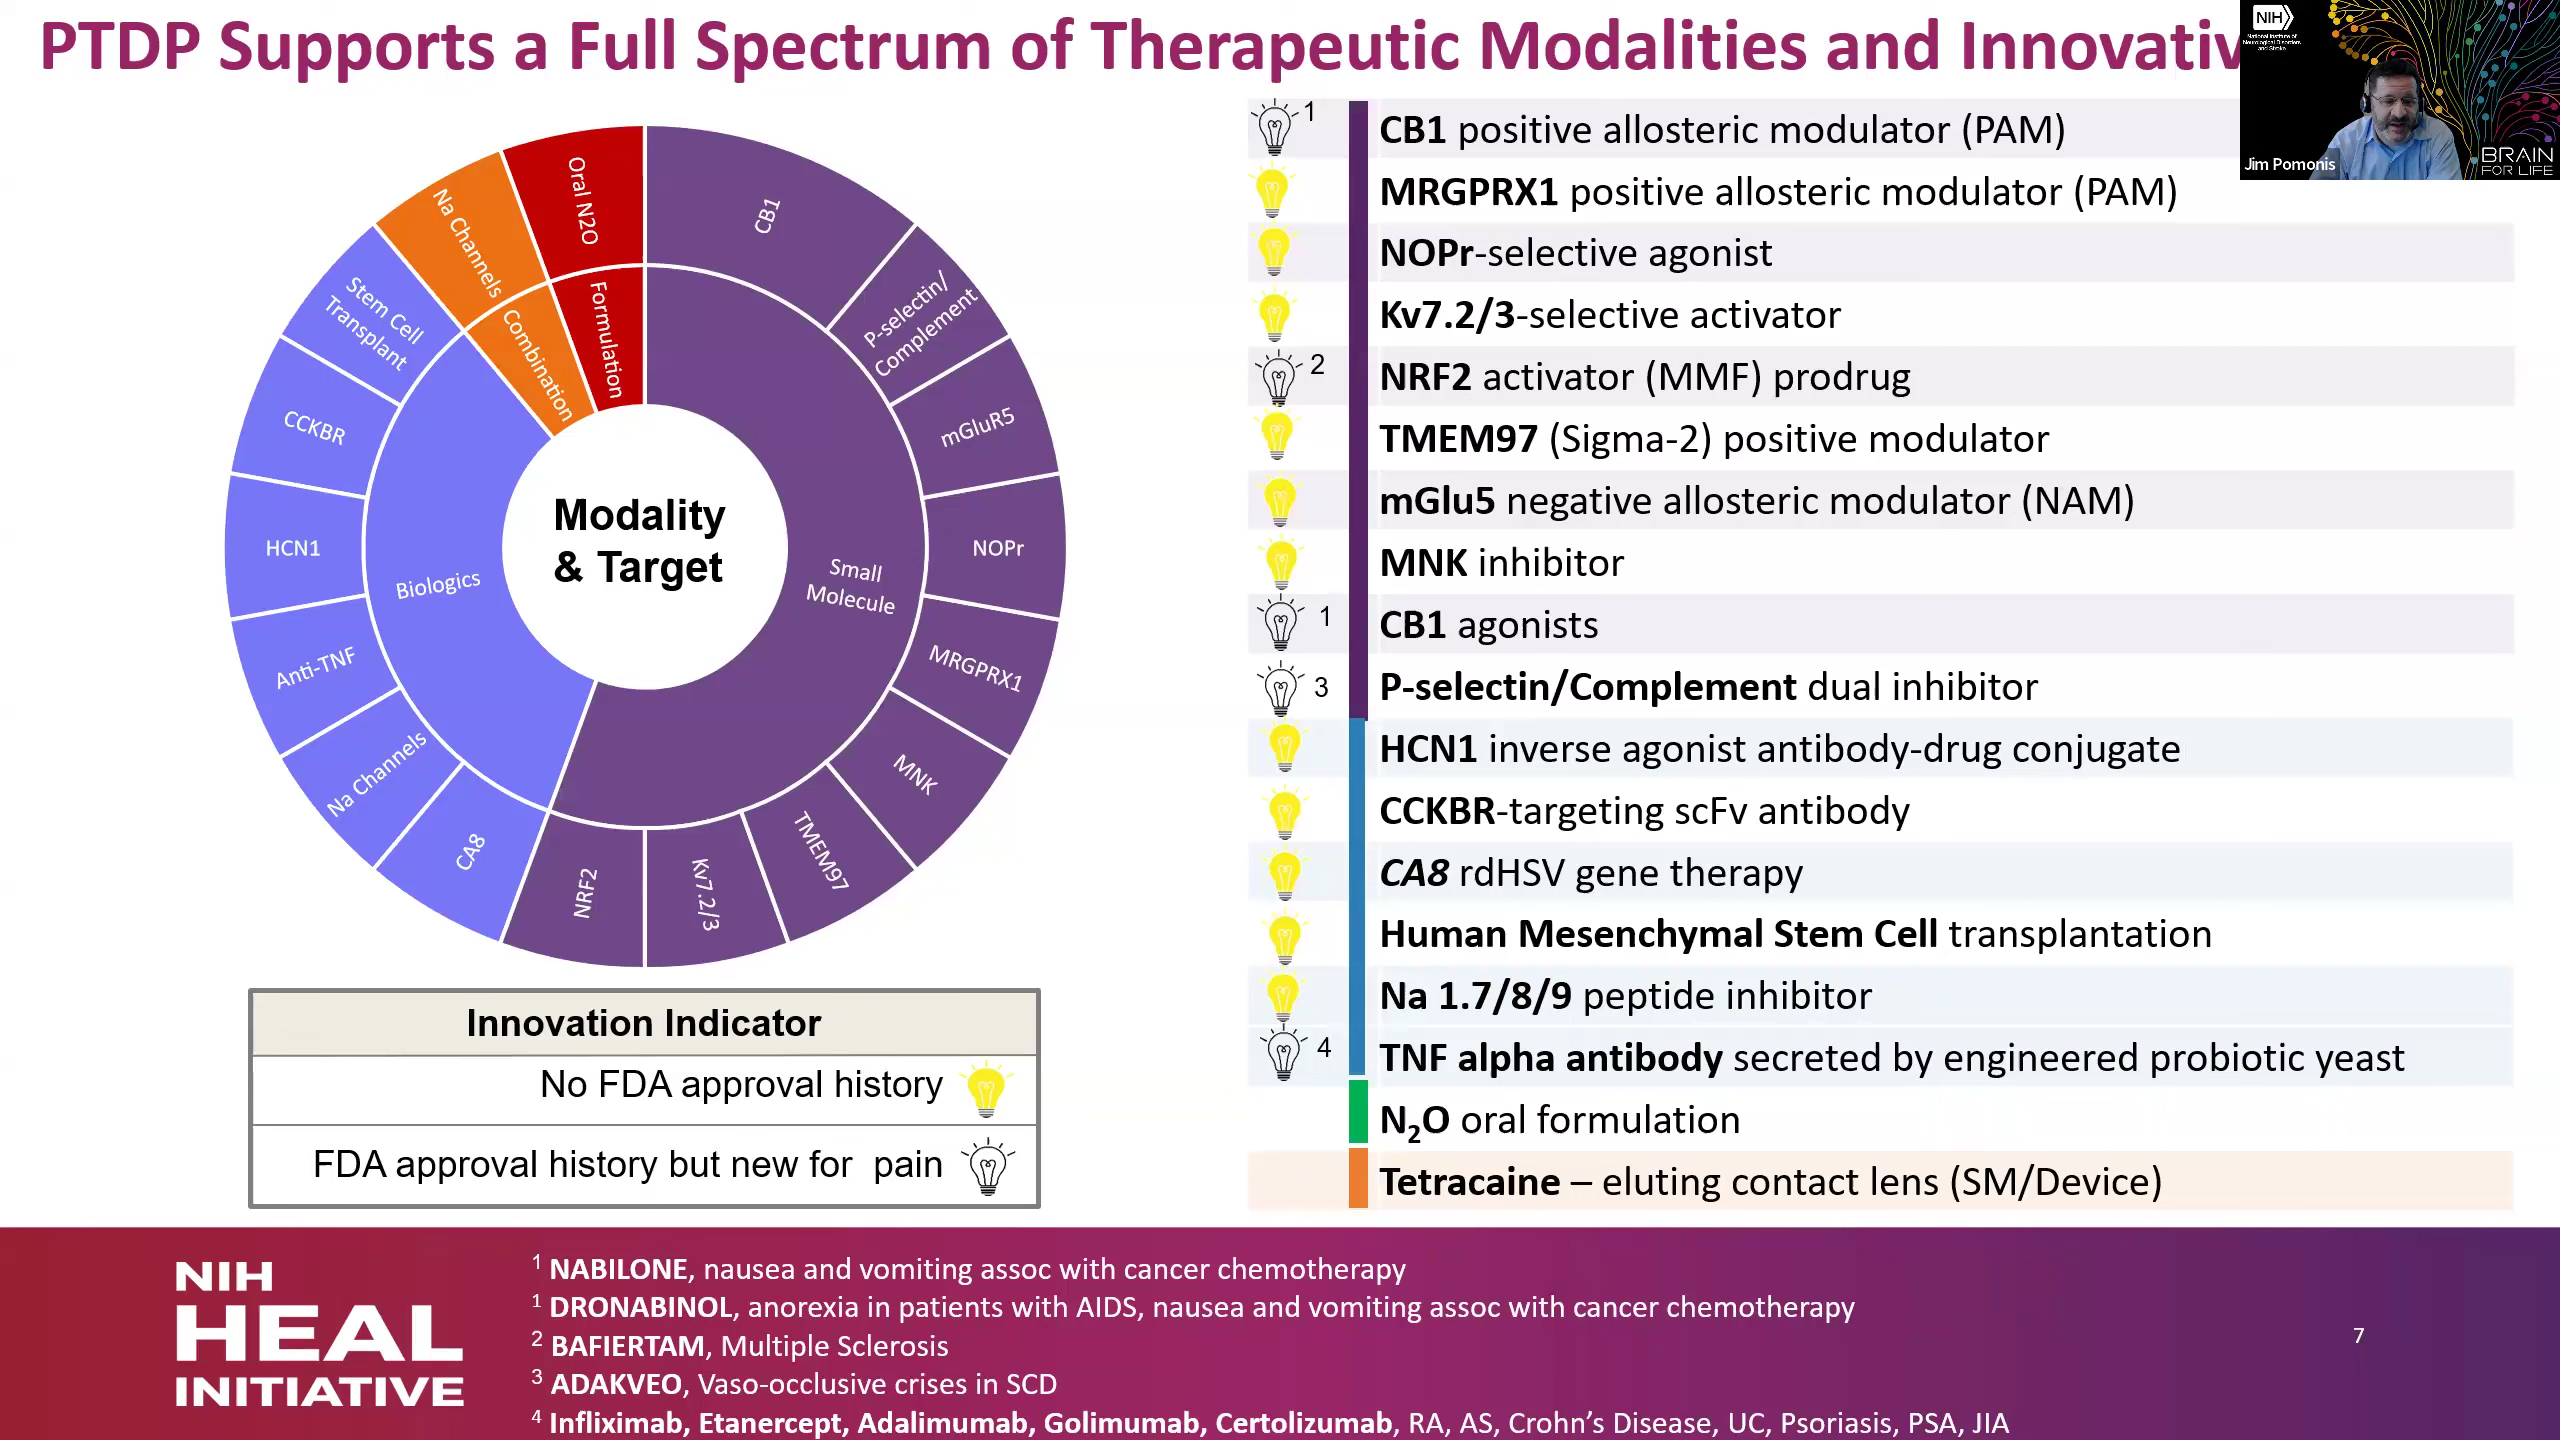 PTDP Supports a Full Spectrum of Therapeutic Modalities and Innovativ
NIH
National Institute of
Neurological Disorders
and Stroke
Jim Pomonis
BRAIN
FOR LIFE
Oral N2O
Formulation
Na Channels
Combination
CB1
P-selectin/
Complement
mGluR5
NOPr
MRGPRX1
MNK
TMEM97
Kv7.2/3
NRF2
Small
Molecule
Stem Cell
Transplant
CCKBR
HCN1
Anti-TNF
Na Channels
CA8
Biologics
Modality
& Target
Innovation Indicator
No FDA approval history
FDA approval history but new for pain
1 CB1 positive allosteric modulator (PAM)
MRGPRX1 positive allosteric modulator (PAM)
NOPr-selective agonist
Kv7.2/3-selective activator
2 NRF2 activator (MMF) prodrug
TMEM97 (Sigma-2) positive modulator
mGlu5 negative allosteric modulator (NAM)
MNK inhibitor
1 CB1 agonists
3 P-selectin/Complement dual inhibitor
HCN1 inverse agonist antibody-drug conjugate
CCKBR-targeting scFv antibody
CA8 rdHSV gene therapy
Human Mesenchymal Stem Cell transplantation
Na 1.7/8/9 peptide inhibitor
4 TNF alpha antibody secreted by engineered probiotic yeast
N₂O oral formulation
Tetracaine – eluting contact lens (SM/Device)
NIH
HEAL
INITIATIVE
¹ NABILONE, nausea and vomiting assoc with cancer chemotherapy
¹ DRONABINOL, anorexia in patients with AIDS, nausea and vomiting assoc with cancer chemotherapy
² BAFIERTAM, Multiple Sclerosis
³ ADAKVEO, Vaso-occlusive crises in SCD
⁴ Infliximab, Etanercept, Adalimumab, Golimumab, Certolizumab, RA, AS, Crohn’s Disease, UC, Psoriasis, PSA, JIA
7